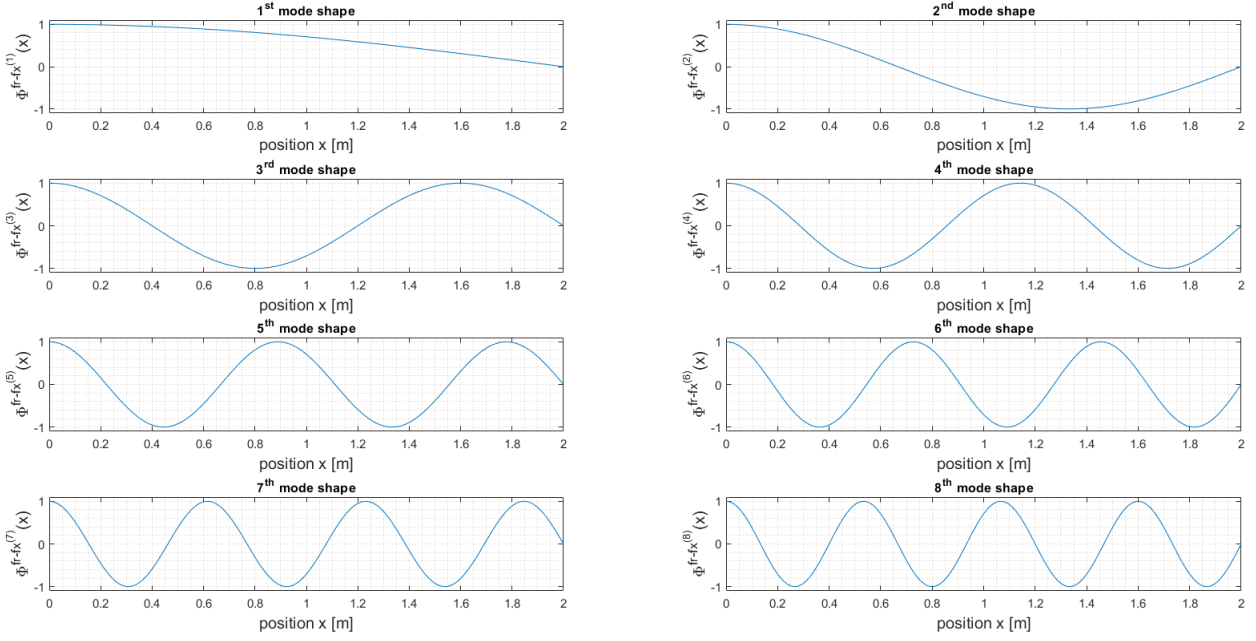 1st mode shape
Φfr-fx(1)(x)
1
0
-1
0 0.2 0.4 0.6 0.8 1 1.2 1.4 1.6 1.8 2
position x [m]
2nd mode shape
Φfr-fx(2)(x)
1
0
-1
0 0.2 0.4 0.6 0.8 1 1.2 1.4 1.6 1.8 2
position x [m]
3rd mode shape
Φfr-fx(3)(x)
1
0
-1
0 0.2 0.4 0.6 0.8 1 1.2 1.4 1.6 1.8 2
position x [m]
4th mode shape
Φfr-fx(4)(x)
1
0
-1
0 0.2 0.4 0.6 0.8 1 1.2 1.4 1.6 1.8 2
position x [m]
5th mode shape
Φfr-fx(5)(x)
1
0
-1
0 0.2 0.4 0.6 0.8 1 1.2 1.4 1.6 1.8 2
position x [m]
6th mode shape
Φfr-fx(6)(x)
1
0
-1
0 0.2 0.4 0.6 0.8 1 1.2 1.4 1.6 1.8 2
position x [m]
7th mode shape
Φfr-fx(7)(x)
1
0
-1
0 0.2 0.4 0.6 0.8 1 1.2 1.4 1.6 1.8 2
position x [m]
8th mode shape
Φfr-fx(8)(x)
1
0
-1
0 0.2 0.4 0.6 0.8 1 1.2 1.4 1.6 1.8 2
position x [m]